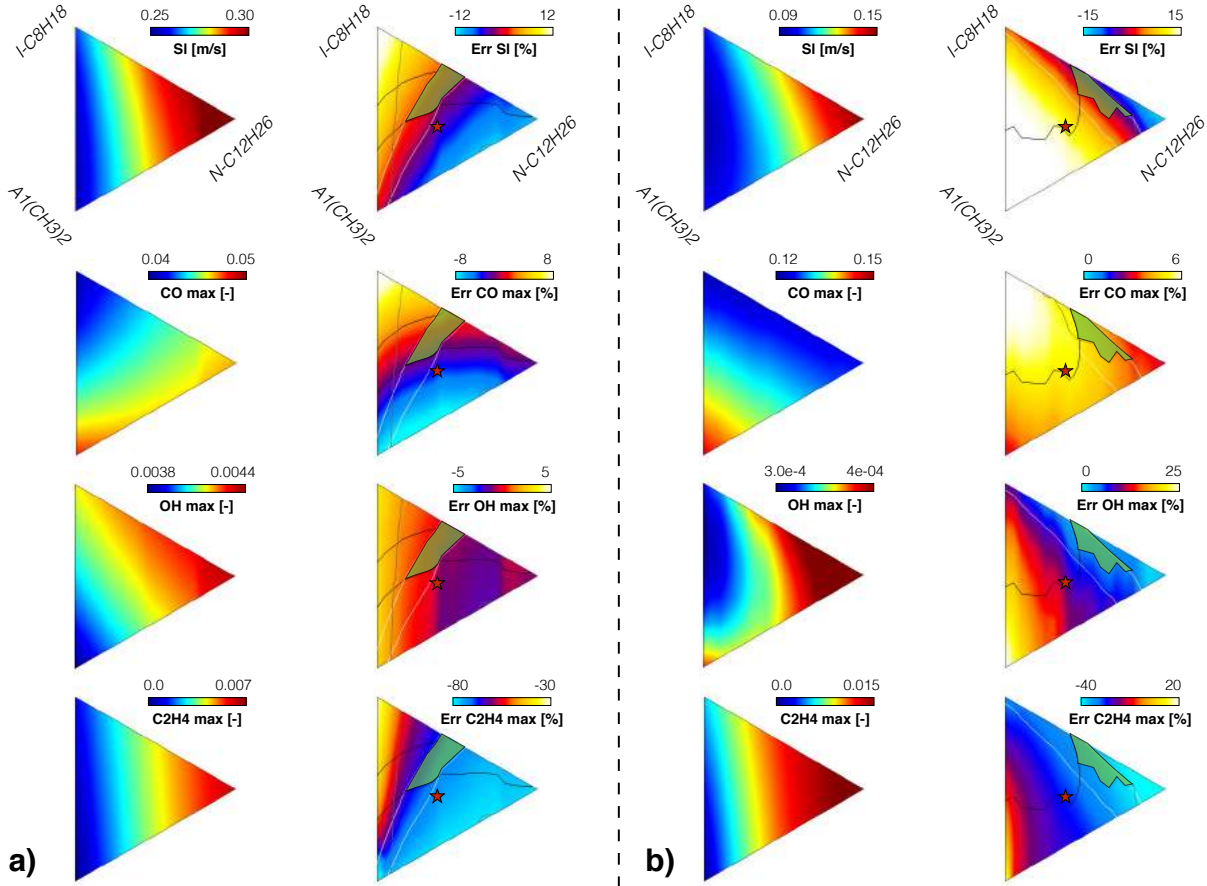 0.25 0.30
Sl [m/s]
I-C8H18
N-C12H26
A1(CH3)2
-12 12
Err Sl [%]
I-C8H18
N-C12H26
A1(CH3)2
0.09 0.15
Sl [m/s]
I-C8H18
N-C12H26
A1(CH3)2
-15 15
Err Sl [%]
I-C8H18
N-C12H26
A1(CH3)2
0.04 0.05
CO max [-]
-8 8
Err CO max [%]
0.12 0.15
CO max [-]
0 6
Err CO max [%]
0.0038 0.0044
OH max [-]
-5 5
Err OH max [%]
3.0e-4 4e-04
OH max [-]
0 25
Err OH max [%]
0.0 0.007
C2H4 max [-]
-80 -30
Err C2H4 max [%]
0.0 0.015
C2H4 max [-]
-40 20
Err C2H4 max [%]
a)
b)